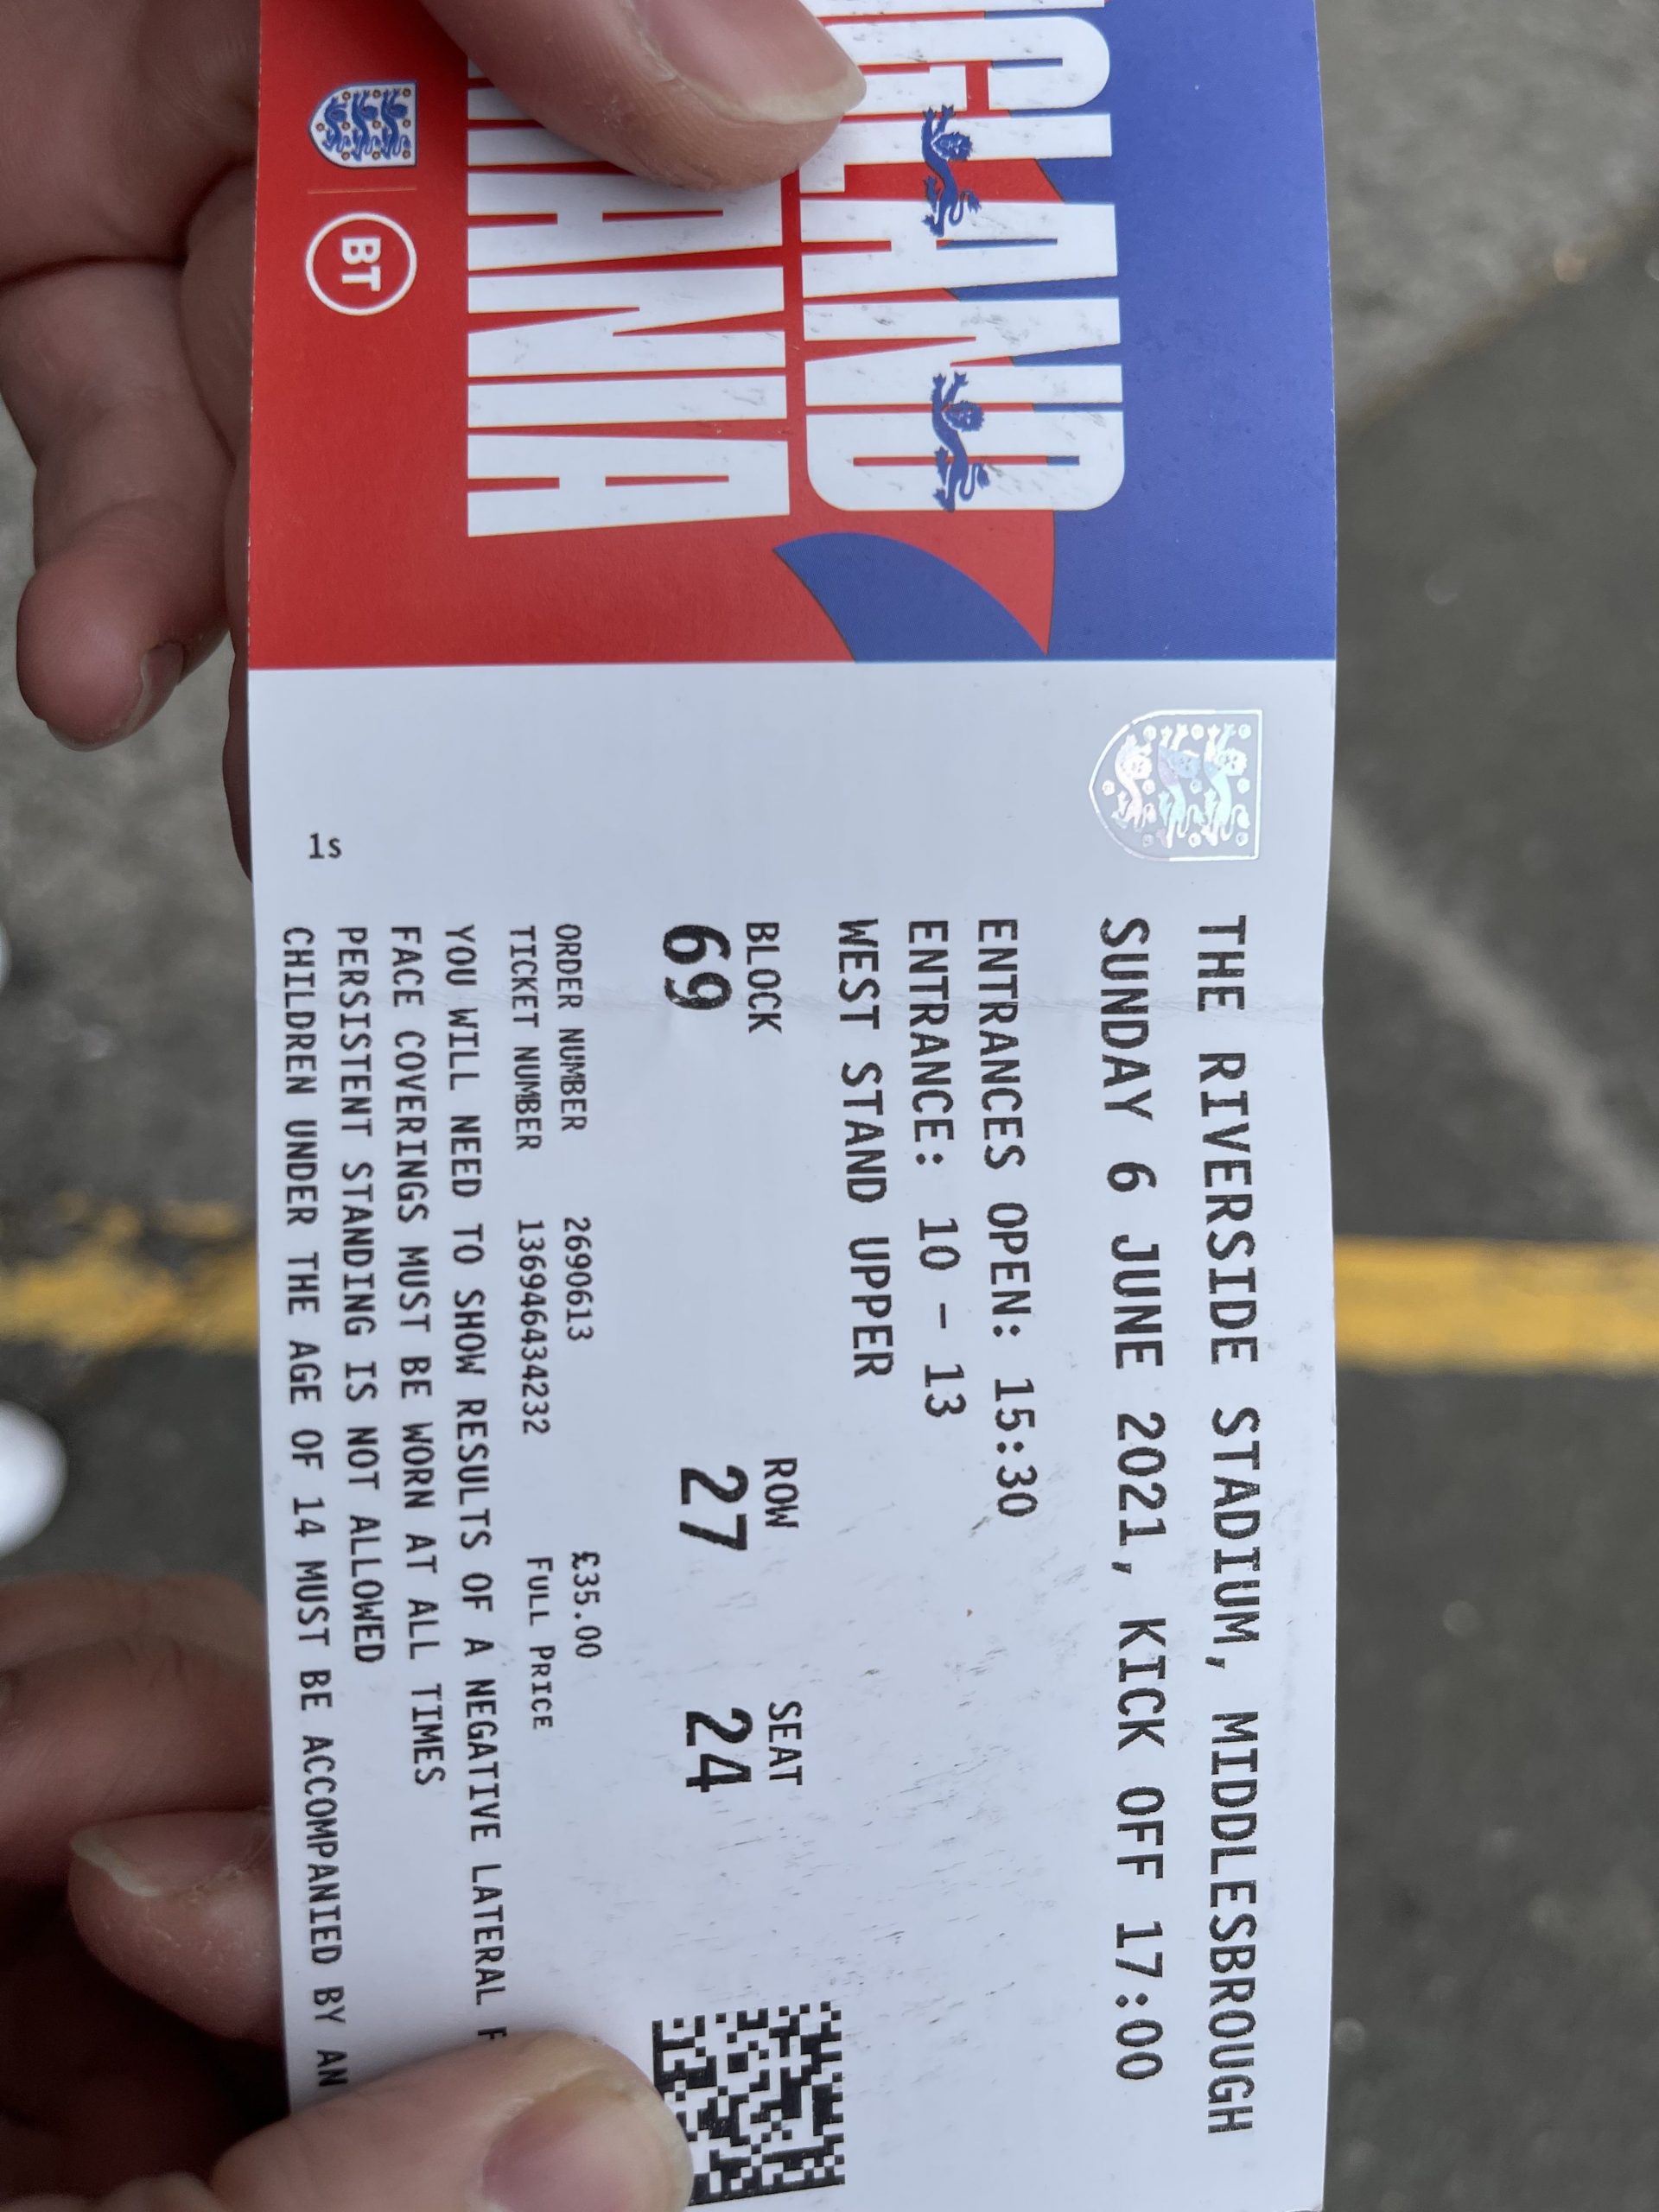 BT
THE RIVERSIDE STADIUM, MIDDLESBROUGH
SUNDAY 6 JUNE 2021, KICK OFF 17:00
ENTRANCES OPEN: 15:30
ENTRANCE: 10 – 13
WEST STAND UPPER
BLOCK ROW SEAT
69 27 24
ORDER NUMBER 2690613 £35.00
TICKET NUMBER 136946434232 FULL PRICE
YOU WILL NEED TO SHOW RESULTS OF A NEGATIVE LATERAL
FACE COVERINGS MUST BE WORN AT ALL TIMES
PERSISTENT STANDING IS NOT ALLOWED
CHILDREN UNDER THE AGE OF 14 MUST BE ACCOMPANIED BY AN
1s